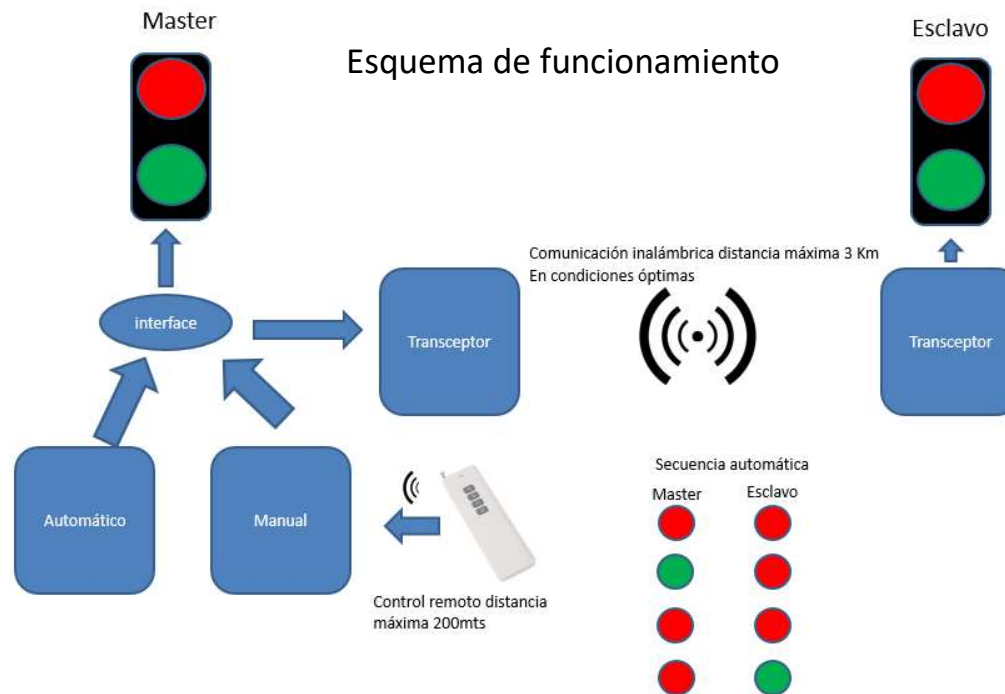 Master
Esclavo
Esquema de funcionamiento
Comunicación inalámbrica distancia máxima 3 Km
En condiciones óptimas
interface
Transceptor
Transceptor
Automático
Manual
Control remoto distancia
máxima 200mts
Secuencia automática
Master
Esclavo